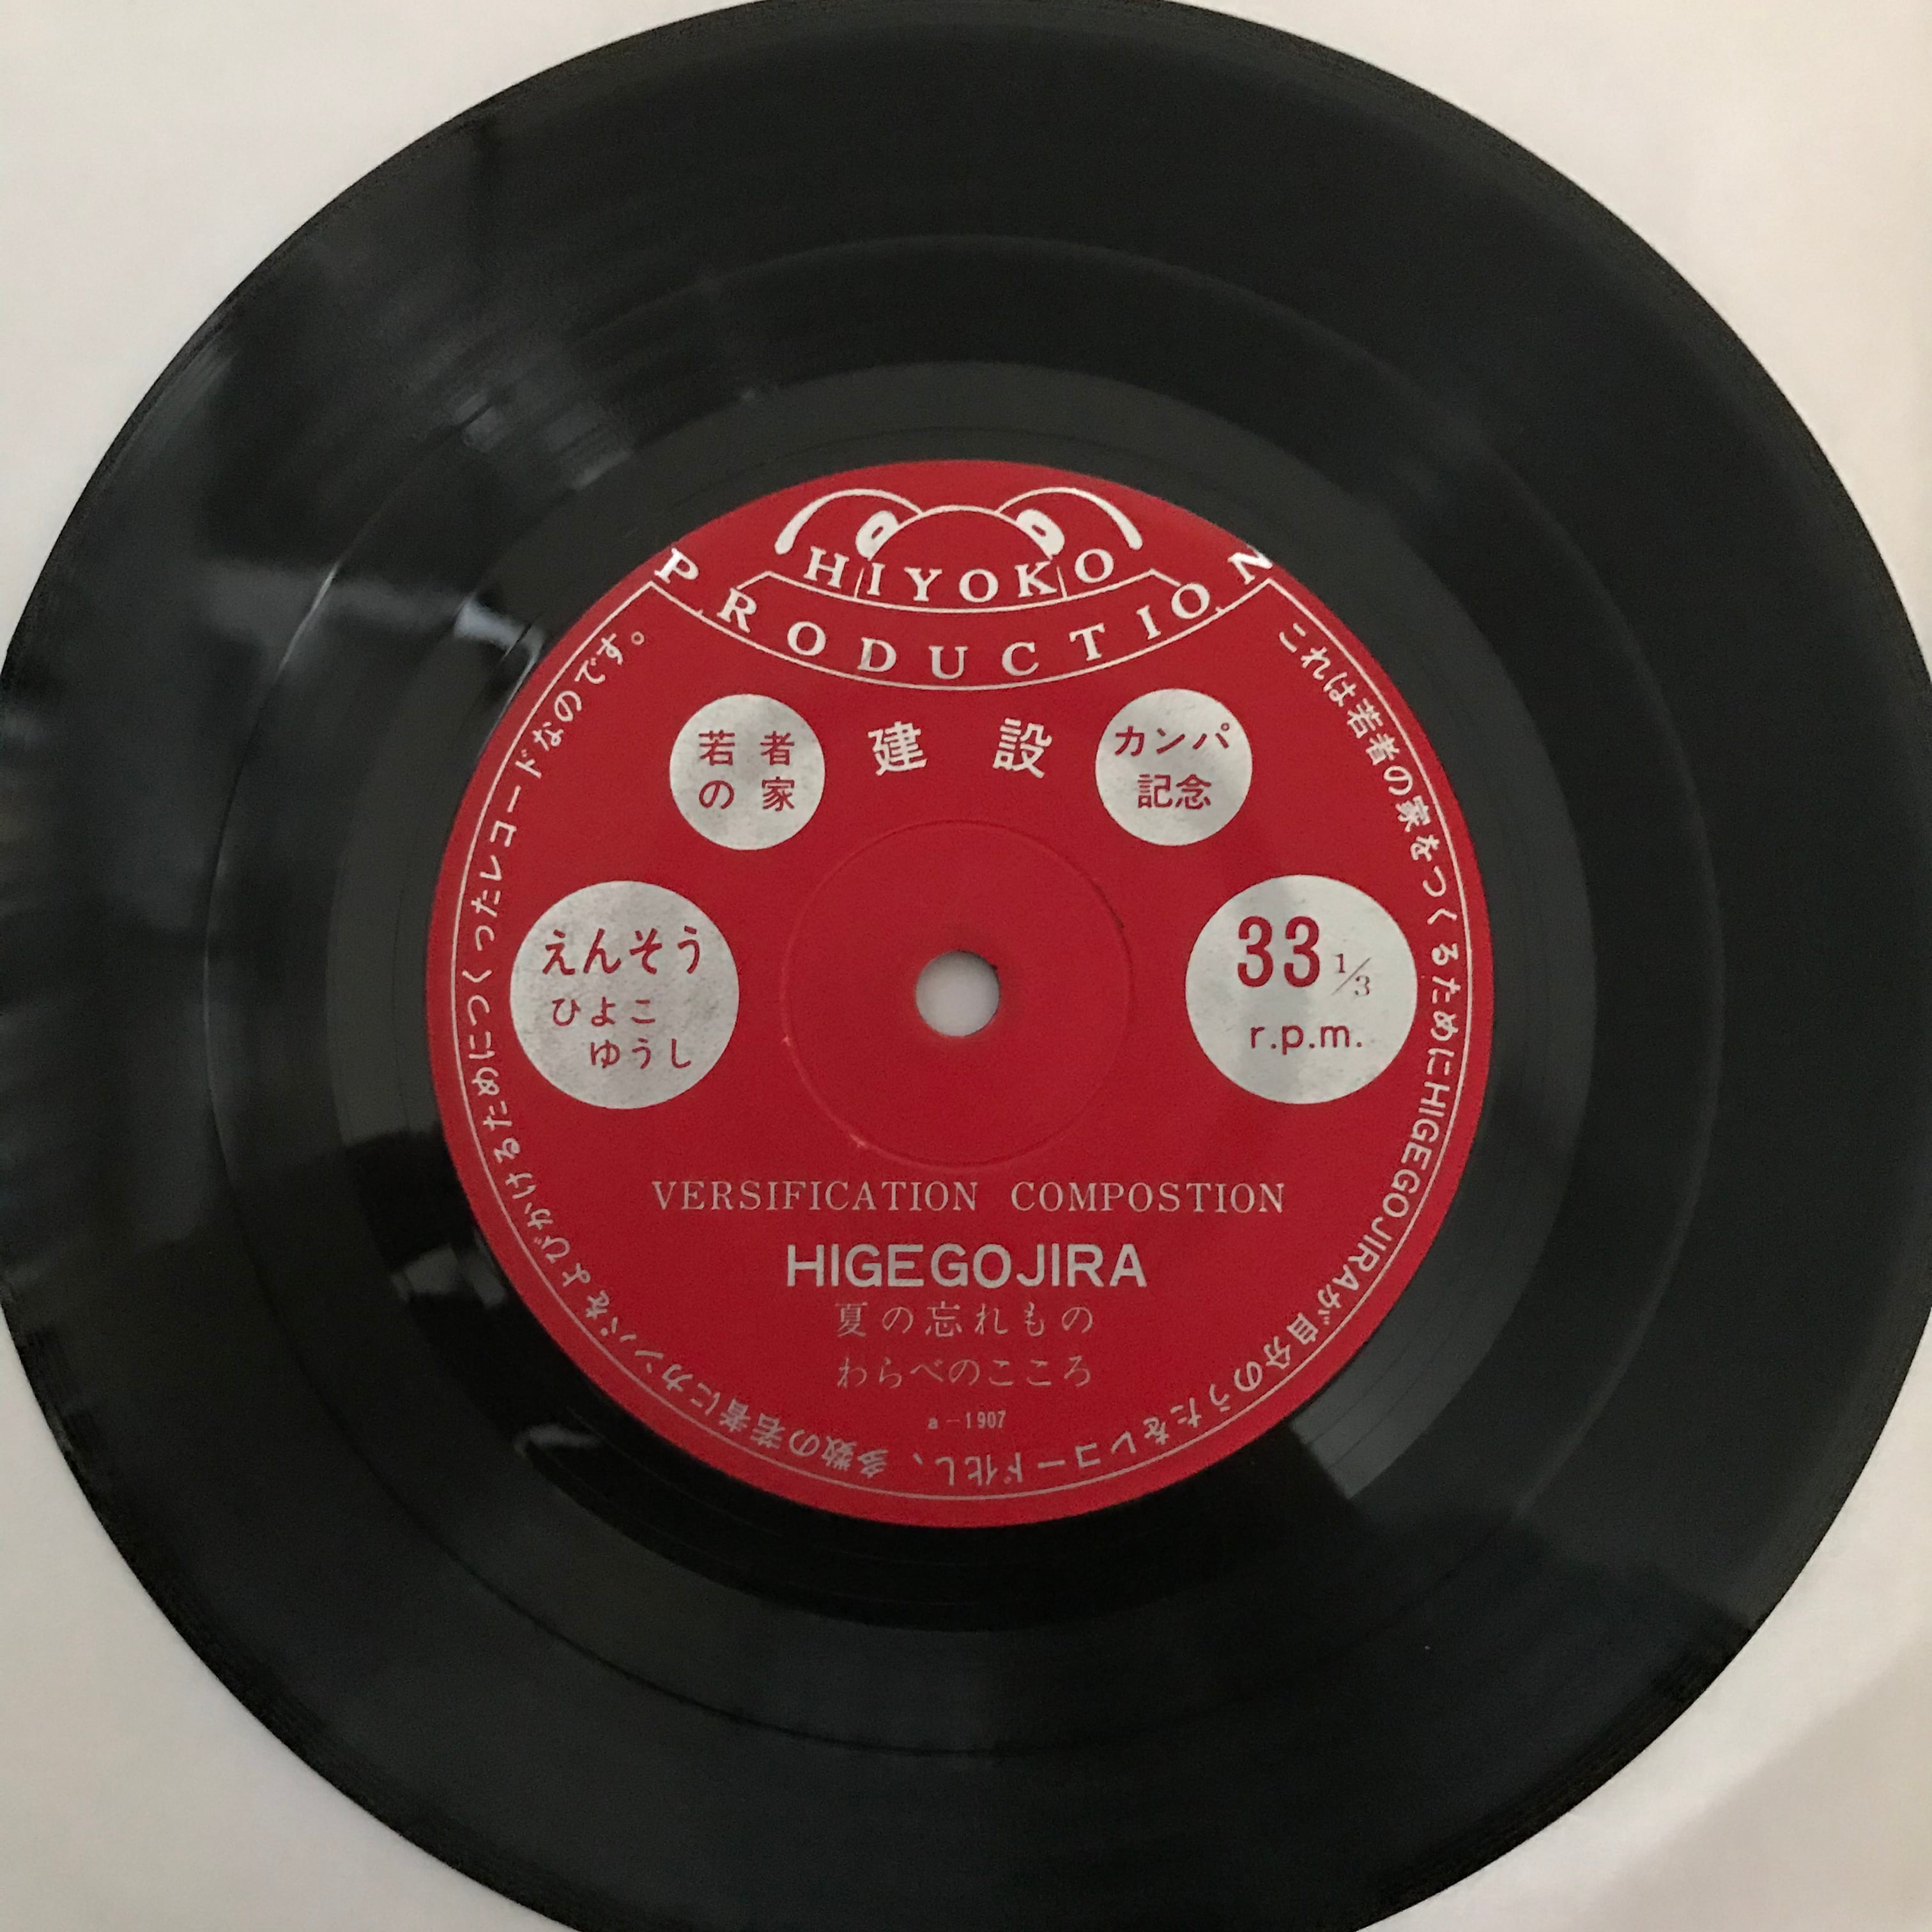 HIYOKO
PRODUCTION
若者
の家
建設
カンパ
記念
えんそう
ひよこ
ゆうし
33 1/3
r.p.m.
VERSIFICATION COMPOSTION
HIGEGOJIRA
夏の忘れもの
わらべのこころ
a-1907
これは若者の家をつくるためにHIGEGOJIRAが自分のうたをレコード化し、多数の若者にカンパをよびかけるためにつくったレコードなのです。